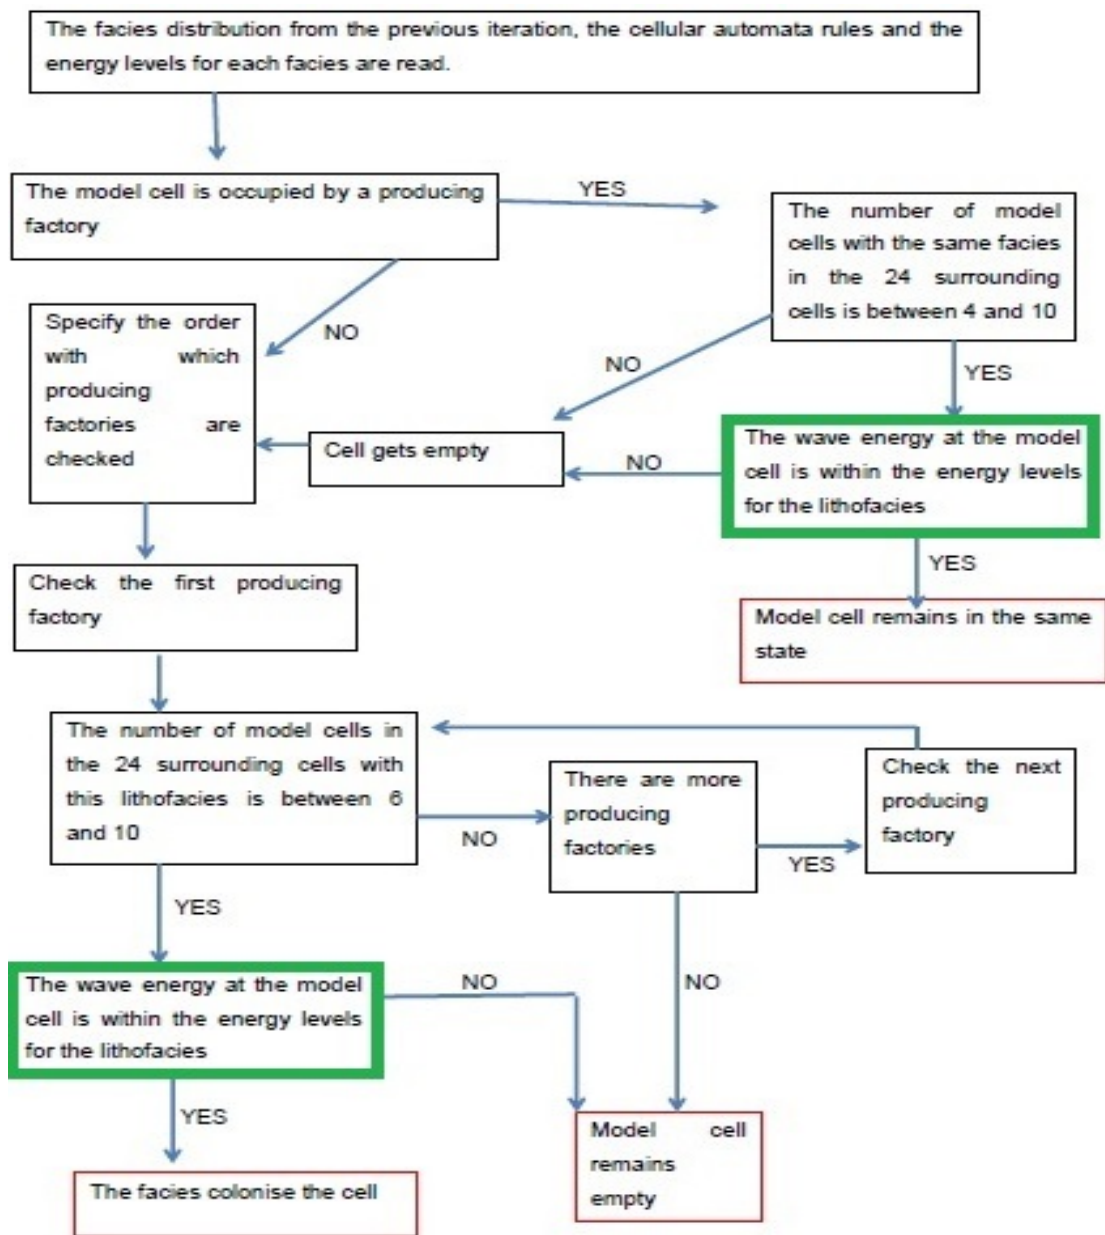 The facies distribution from the previous iteration, the cellular automata rules and the
energy levels for each facies are read.
The model cell is occupied by a producing
factory
YES
The number of model
cells with the same facies
in the 24 surrounding
cells is between 4 and 10
NO
Specify the order
with which
producing
factories are
checked
NO
YES
Cell gets empty
NO
The wave energy at the model
cell is within the energy levels
for the lithofacies
YES
Check the first producing
factory
Model cell remains in the same
state
The number of model cells in
the 24 surrounding cells with
this lithofacies is between 6
and 10
NO
There are more
producing
factories
YES
Check the next
producing
factory
YES
NO
The wave energy at the model
cell is within the energy levels
for the lithofacies
NO
YES
Model cell
remains
empty
The facies colonise the cell